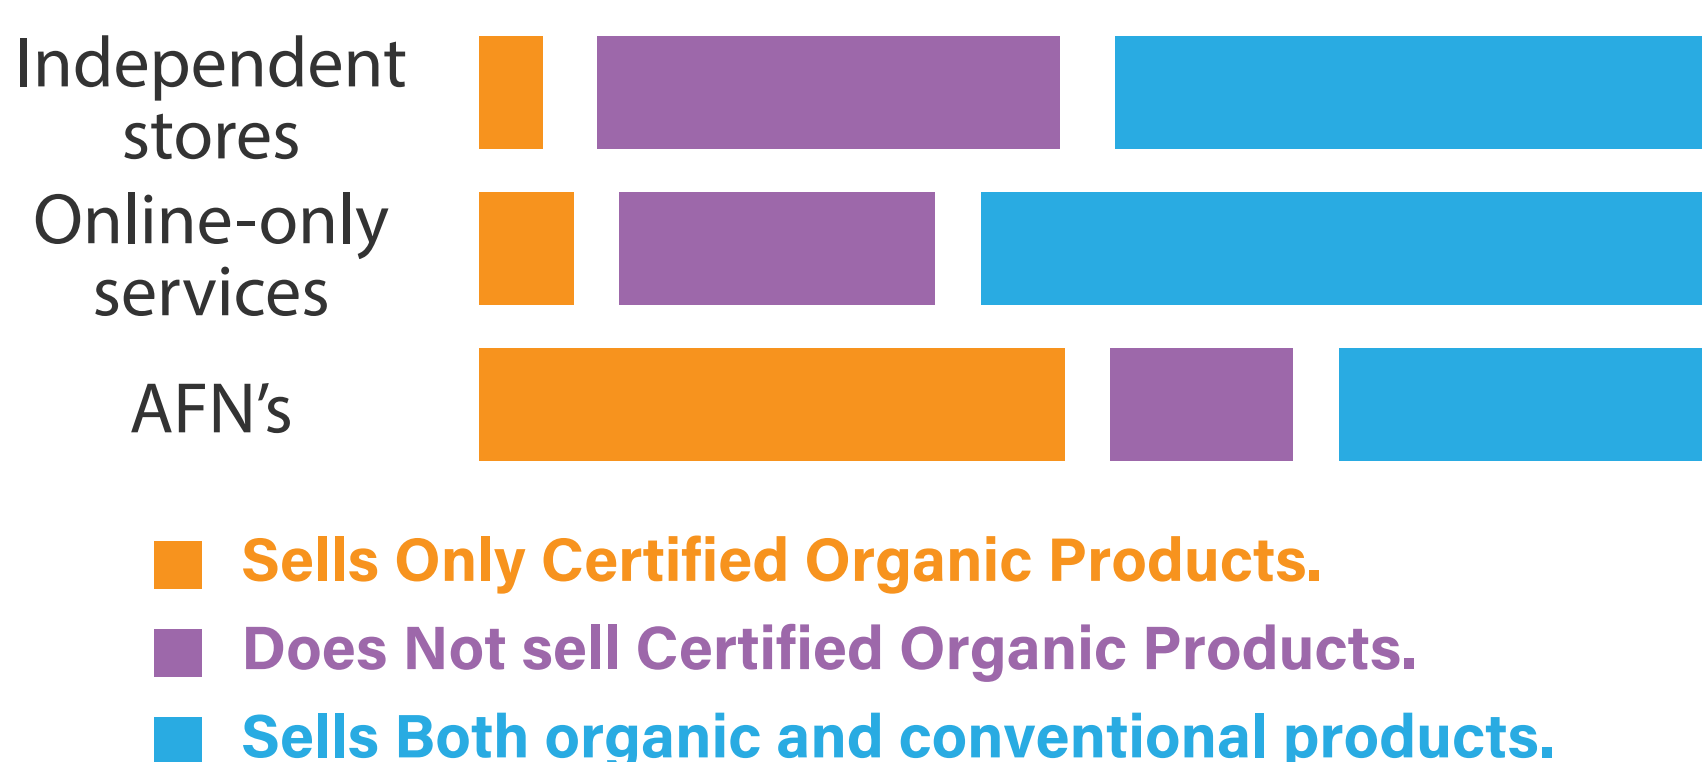 Independent
stores
Online-only
services
AFN’s
Sells Only Certified Organic Products.
Does Not sell Certified Organic Products.
Sells Both organic and conventional products.